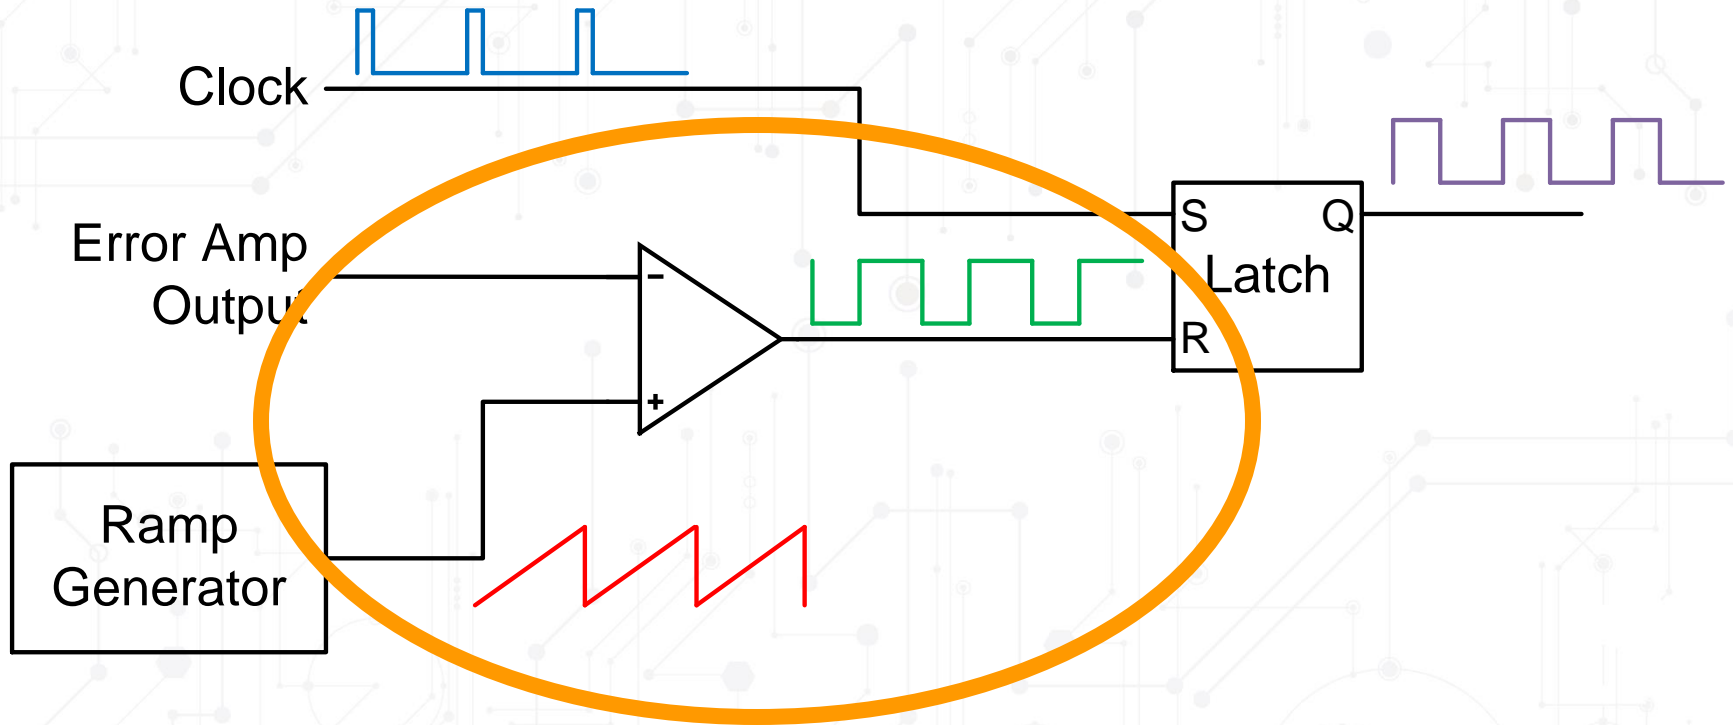 Clock
Error Amp
Output
−
+
S
Q
Latch
R
Ramp
Generator